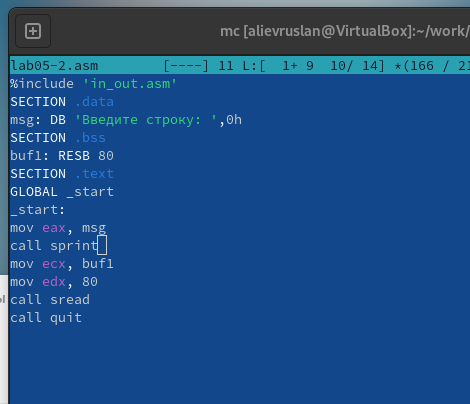 mc [alievruslan@VirtualBox]:~/work/
lab05-2.asm [----] 11 L:[ 1+ 9 10/ 14] *(166 / 21
%include 'in_out.asm'
SECTION .data
msg: DB 'Введите строку: ',0h
SECTION .bss
buf1: RESB 80
SECTION .text
GLOBAL _start
_start:
mov eax, msg
call sprint
mov ecx, buf1
mov edx, 80
call sread
call quit